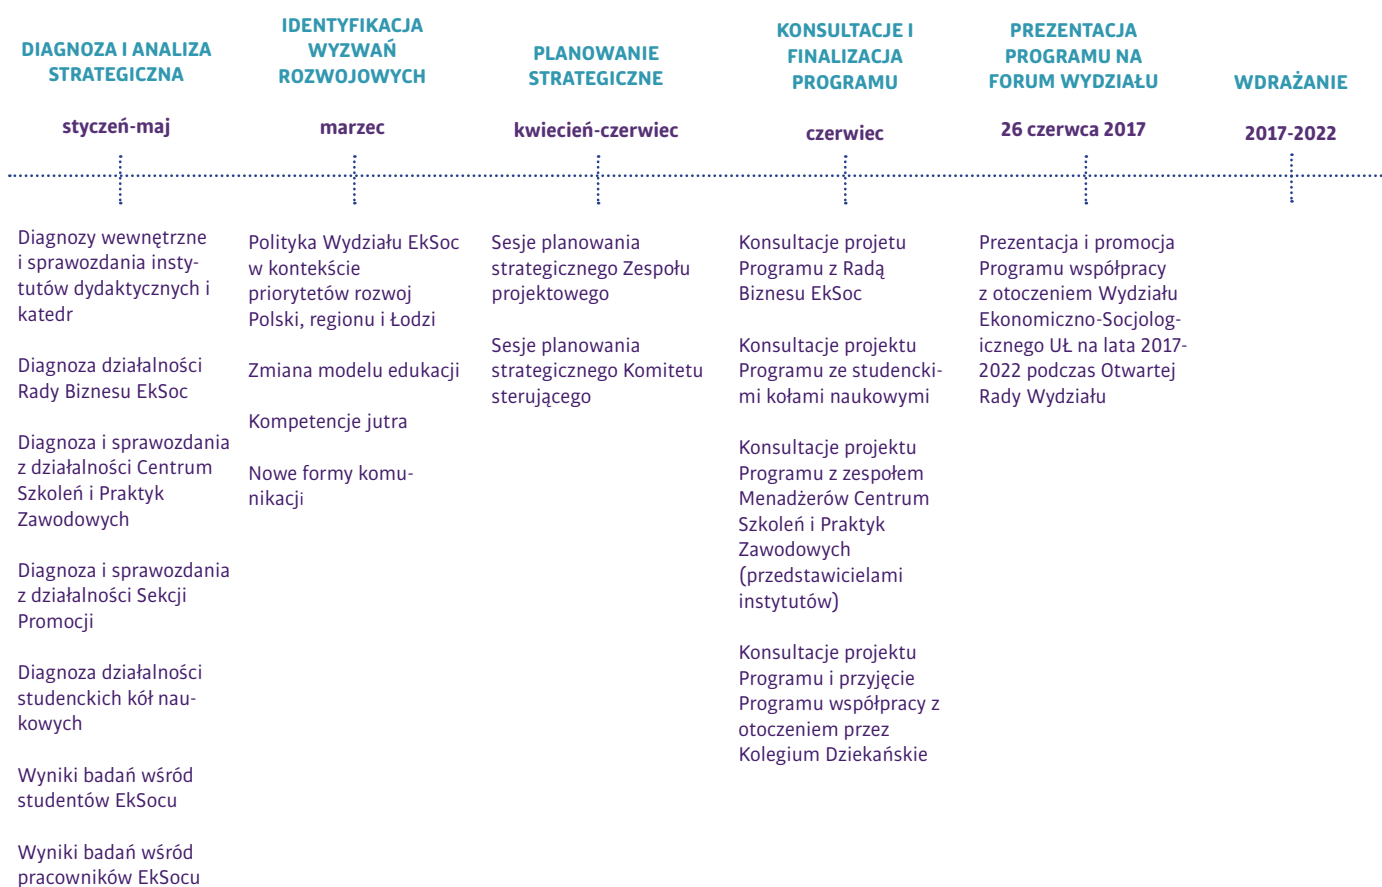 DIAGNOZA I ANALIZA
STRATEGICZNA
styczeń-maj
Diagnozy wewnętrzne
i sprawozdania insty-
tutów dydaktycznych i
katedr
Diagnoza działalności
Rady Biznesu EkSoc
Diagnoza i sprawozdania
z działalności Centrum
Szkoleń i Praktyk
Zawodowych
Diagnoza i sprawozdania
z działalności Sekcji
Promocji
Diagnoza działalności
studenckich kół nau-
kowych
Wyniki badań wśród
studentów EkSocu
Wyniki badań wśród
pracowników EkSocu
IDENTYFIKACJA
WYZWAŃ
ROZWOJOWYCH
marzec
Polityka Wydziału EkSoc
w kontekście
priorytetów rozwoj
Polski, regionu i Łodzi
Zmiana modelu edukacji
Kompetencje jutra
Nowe formy komu-
nikacji
PLANOWANIE
STRATEGICZNE
kwiecień-czerwiec
Sesje planowania
strategicznego Zespołu
projektowego
Sesje planowania
strategicznego Komitetu
sterującego
KONSULTACJE I
FINALIZACJA
PROGRAMU
czerwiec
Konsultacje projetu
Programu z Radą
Biznesu EkSoc
Konsultacje projektu
Programu ze studencki-
mi kołami naukowymi
Konsultacje projektu
Programu z zespołem
Menadżerów Centrum
Szkoleń i Praktyk
Zawodowych
(przedstawicielami
instytutów)
Konsultacje projektu
Programu i przyjęcie
Programu współpracy z
otoczeniem przez
Kolegium Dziekańskie
PREZENTACJA
PROGRAMU NA
FORUM WYDZIAŁU
26 czerwca 2017
Prezentacja i promocja
Programu współpracy
z otoczeniem Wydziału
Ekonomiczno-Socjolog-
icznego UŁ na lata 2017-
2022 podczas Otwartej
Rady Wydziału
WDRAŻANIE
2017-2022